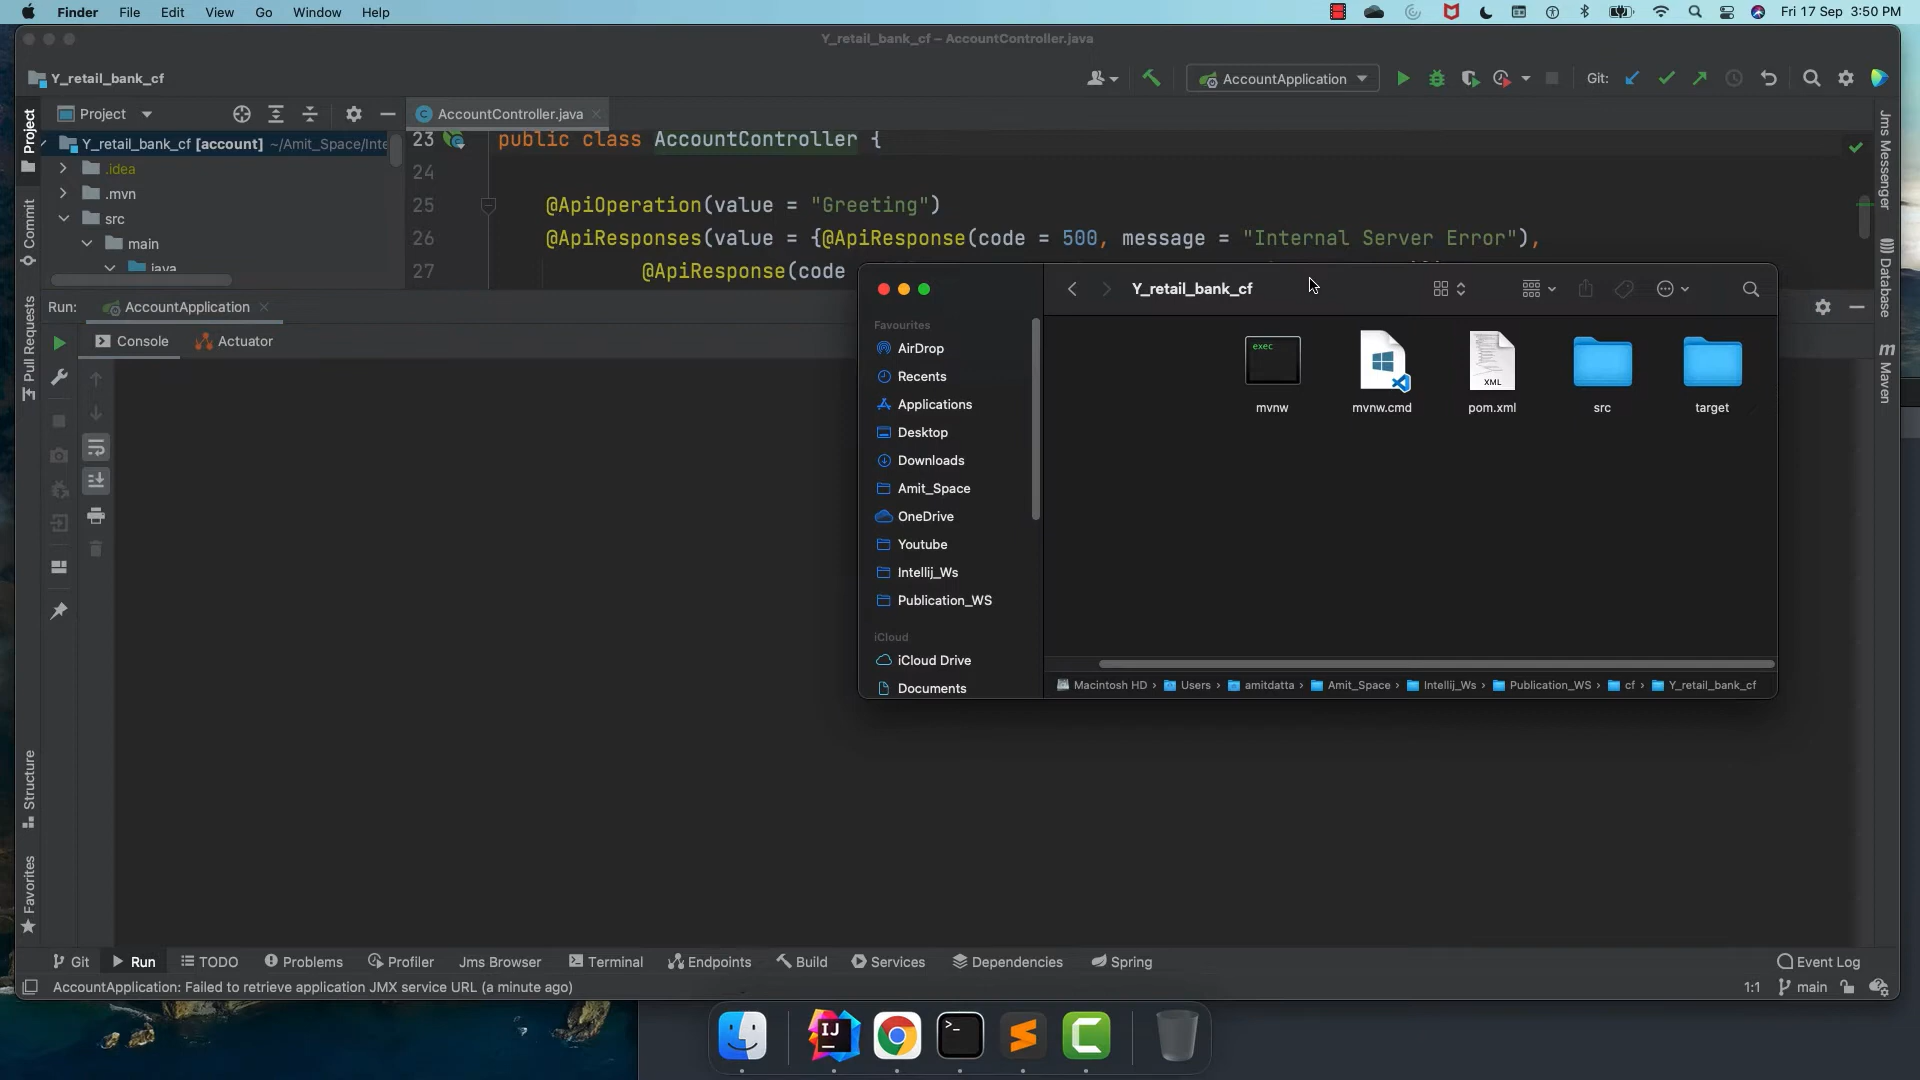 Finder File Edit View Go Window Help Fri 17 Sep 3:50 PM
Y_retail_bank_cf – AccountController.java
Y_retail_bank_cf AccountApplication Git:
Project AccountController.java
Y_retail_bank_cf [account] ~/Amit_Space/Inte
.idea
.mvn
src
main
java
23 public class AccountController {
24
25 @ApiOperation(value = "Greeting")
26 @ApiResponses(value = {@ApiResponse(code = 500, message = "Internal Server Error"),
27 @ApiResponse(code
Run: AccountApplication
Console Actuator
Project
Commit
Pull Requests
Structure
Favorites
Jms Messenger
Database
m Maven
Y_retail_bank_cf
Favourites
AirDrop
Recents
Applications
Desktop
Downloads
Amit_Space
OneDrive
Youtube
Intellij_Ws
Publication_WS
iCloud
iCloud Drive
Documents
exec
XML
mvnw mvnw.cmd pom.xml src target
Macintosh HD › Users › amitdatta › Amit_Space › Intellij_Ws › Publication_WS › cf › Y_retail_bank_cf
Git Run TODO Problems Profiler Jms Browser Terminal Endpoints Build Services Dependencies Spring Event Log
AccountApplication: Failed to retrieve application JMX service URL (a minute ago) 1:1 main
IJ